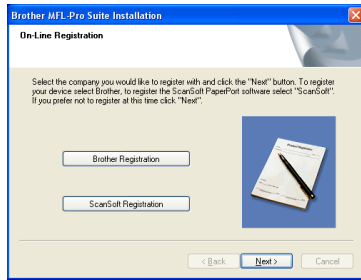 Brother MFL-Pro Suite Installation
On-Line Registration
Select the company you would like to register with and click the "Next" button. To register
your device select Brother, to register the ScanSoft PaperPort software select "ScanSoft".
If you prefer not to register at this time click "Next".
Brother Registration
ScanSoft Registration
< Back
Next >
Cancel